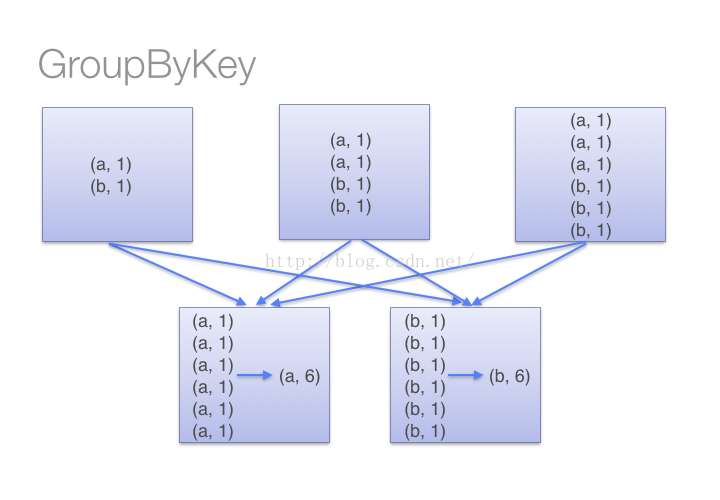 GroupByKey
(a, 1)
(b, 1)
(a, 1)
(a, 1)
(b, 1)
(b, 1)
(a, 1)
(a, 1)
(a, 1)
(b, 1)
(b, 1)
(b, 1)
http://blog.csdn.net/
(a, 1)
(a, 1)
(a, 1)
(a, 1)
(a, 1)
(a, 1)
(a, 6)
(b, 1)
(b, 1)
(b, 1)
(b, 1)
(b, 1)
(b, 1)
(b, 6)